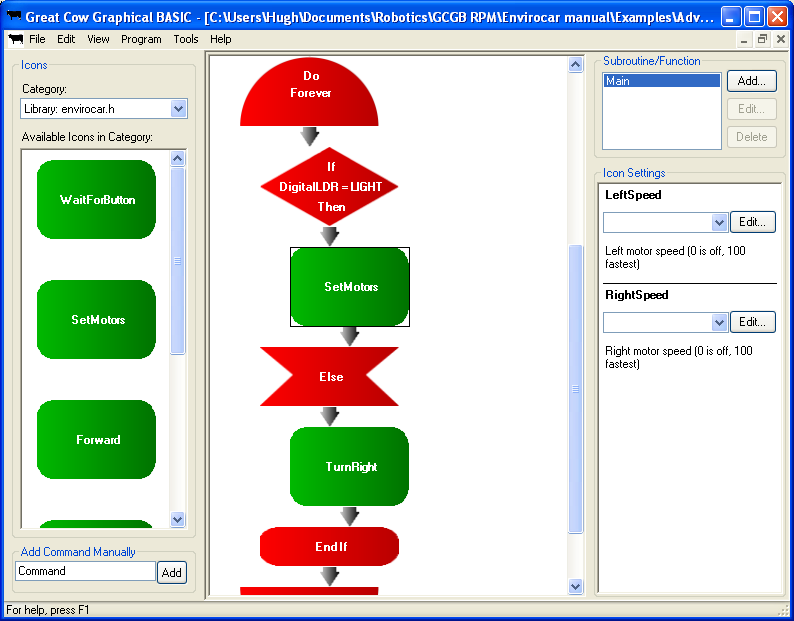 Great Cow Graphical BASIC - [C:\Users\Hugh\Documents\Robotics\GCGB RPM\Envirocar manual\Examples\Adv...
File Edit View Program Tools Help
Icons
Category:
Library: envirocar.h
Available Icons in Category:
WaitForButton
SetMotors
Forward
Add Command Manually
Command
Add
Do
Forever
If
DigitalLDR = LIGHT
Then
SetMotors
Else
TurnRight
End If
Subroutine/Function
Main
Add...
Edit...
Delete
Icon Settings
LeftSpeed
Edit...
Left motor speed (0 is off, 100
fastest)
RightSpeed
Edit...
Right motor speed (0 is off, 100
fastest)
For help, press F1